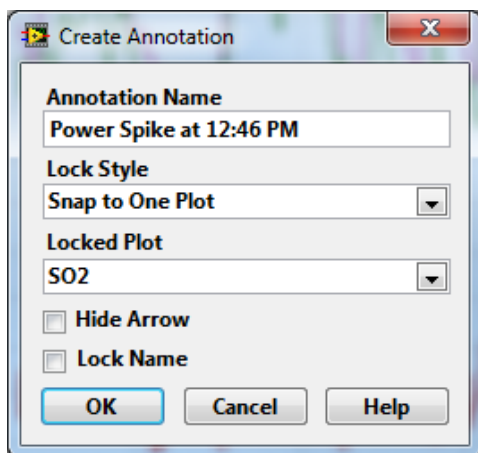 Create Annotation
Annotation Name
Power Spike at 12:46 PM
Lock Style
Snap to One Plot
Locked Plot
SO2
Hide Arrow
Lock Name
OK Cancel Help